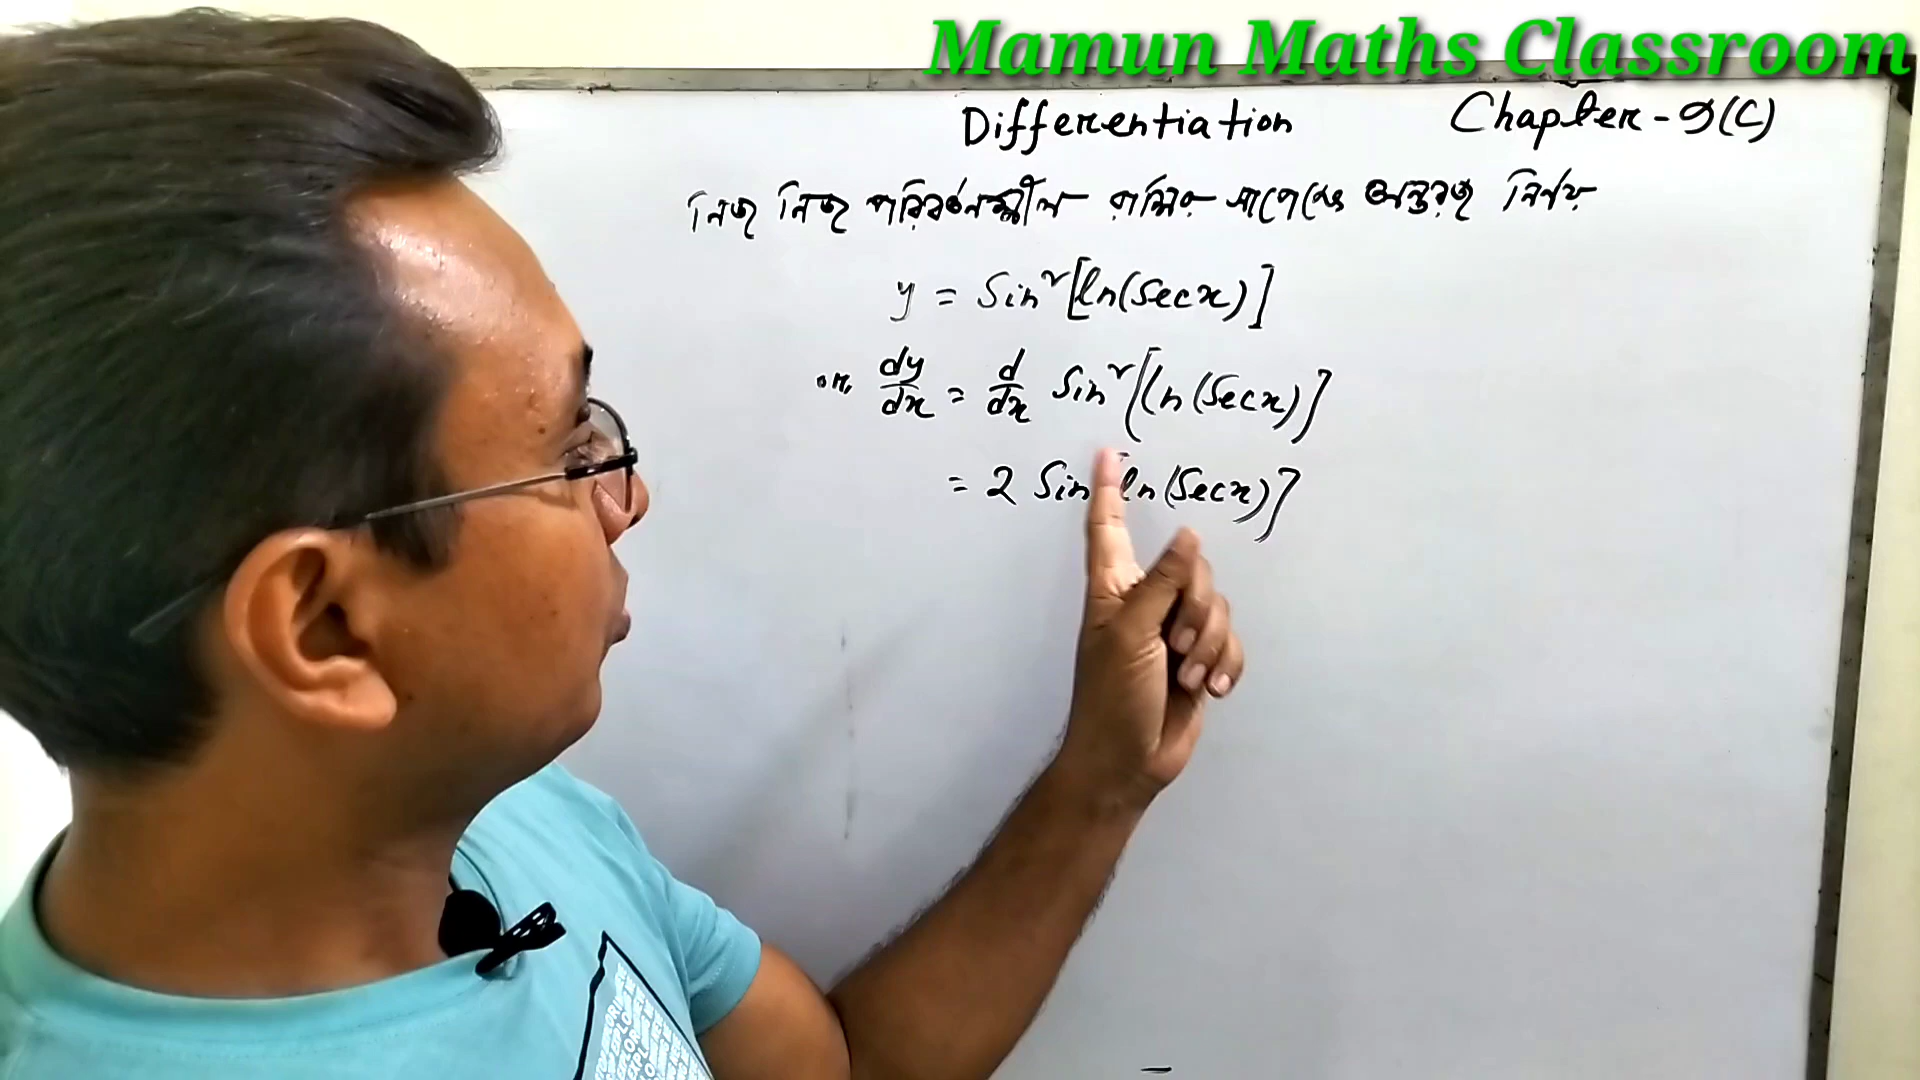 Mamun Maths Classroom
Differentiation Chapter - 9(C)
নিজ নিজ পরিবর্তনশীল রাশির সাপেক্ষে অন্তরজ নির্ণয়
y = Sin² [ln(Secx)]
or, dy/dx = d/dx Sin² [ln(Secx)]
= 2 Sin ln(Secx)]